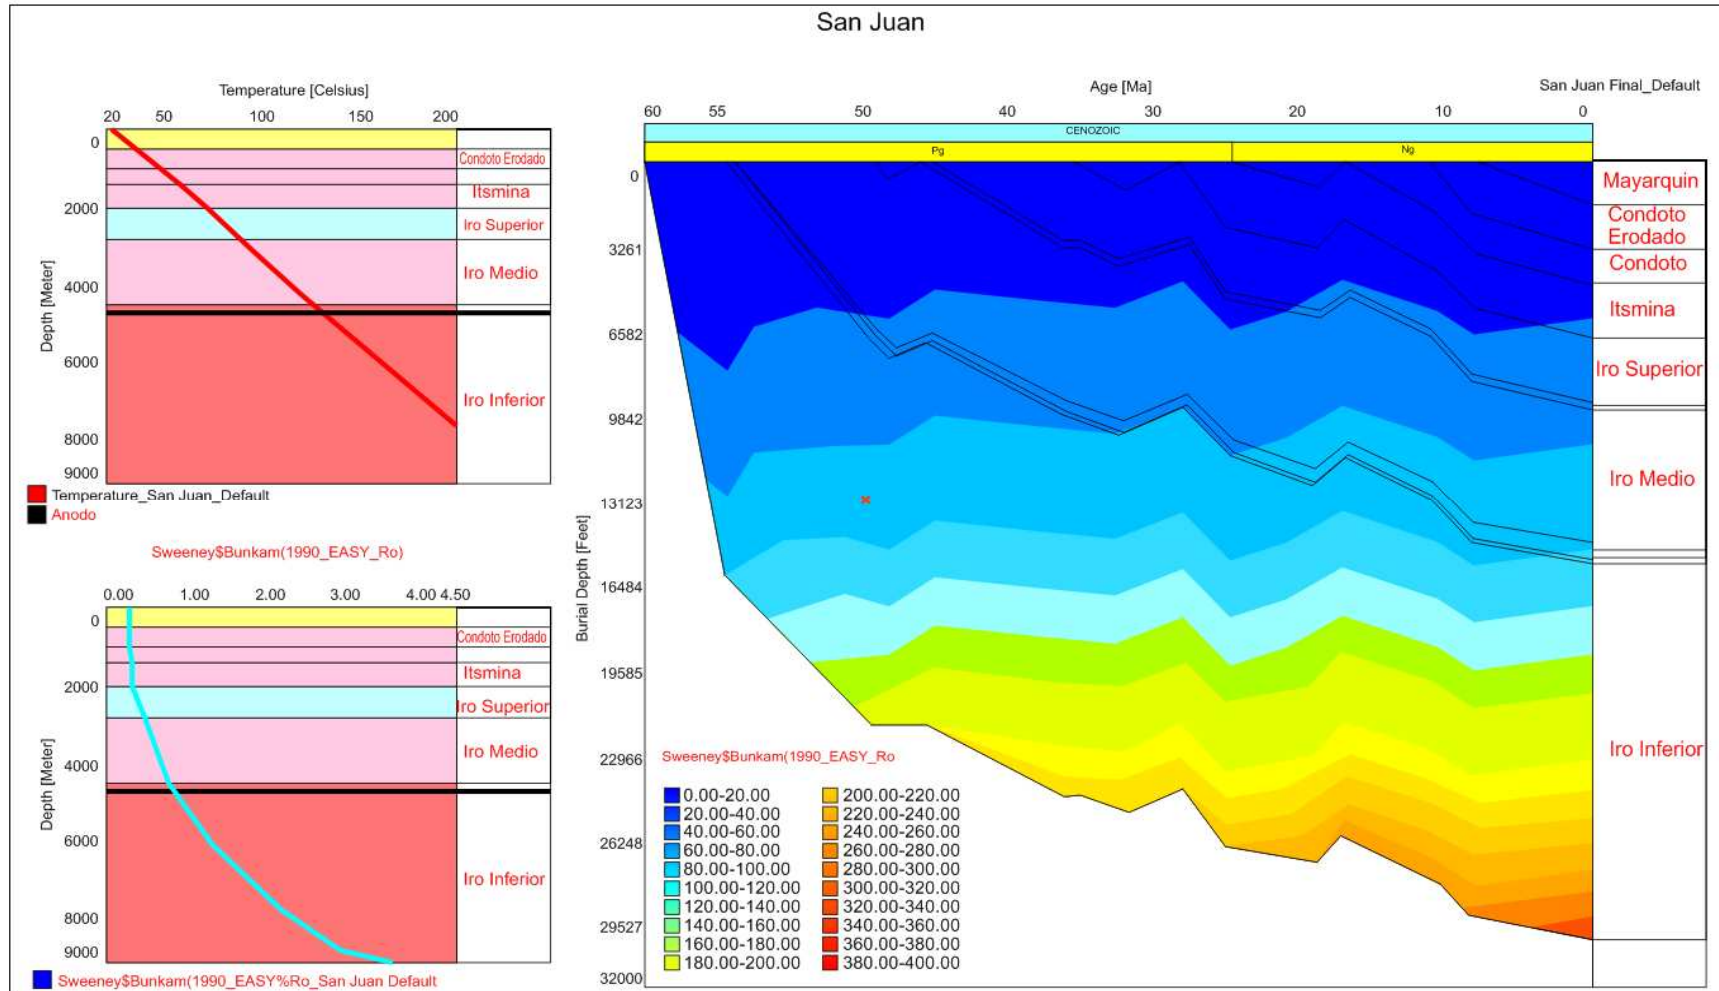 San Juan
Temperature [Celsius]
20 50 100 150 200
0
2000
4000
6000
8000
9000
Depth [Meter]
Condoto Erodado
Itsmina
Iro Superior
Iro Medio
Iro Inferior
Temperature_San Juan_Default
Anodo
Sweeney$Bunkam(1990_EASY_Ro)
0.00 1.00 2.00 3.00 4.00 4.50
0
2000
4000
6000
8000
9000
Depth [Meter]
Condoto Erodado
Itsmina
Iro Superior
Iro Medio
Iro Inferior
Sweeney$Bunkam(1990_EASY%Ro_San Juan Default
Age [Ma]
San Juan Final_Default
60 55 50 40 30 20 10 0
CENOZOIC
Pg Ng
0
3261
6582
9842
13123
16484
19585
22966
26248
29527
32000
Burial Depth [Feet]
Mayarquin
Condoto
Erodado
Condoto
Itsmina
Iro Superior
Iro Medio
Iro Inferior
Sweeney$Bunkam(1990_EASY_Ro
0.00-20.00
20.00-40.00
40.00-60.00
60.00-80.00
80.00-100.00
100.00-120.00
120.00-140.00
140.00-160.00
160.00-180.00
180.00-200.00
200.00-220.00
220.00-240.00
240.00-260.00
260.00-280.00
280.00-300.00
300.00-320.00
320.00-340.00
340.00-360.00
360.00-380.00
380.00-400.00